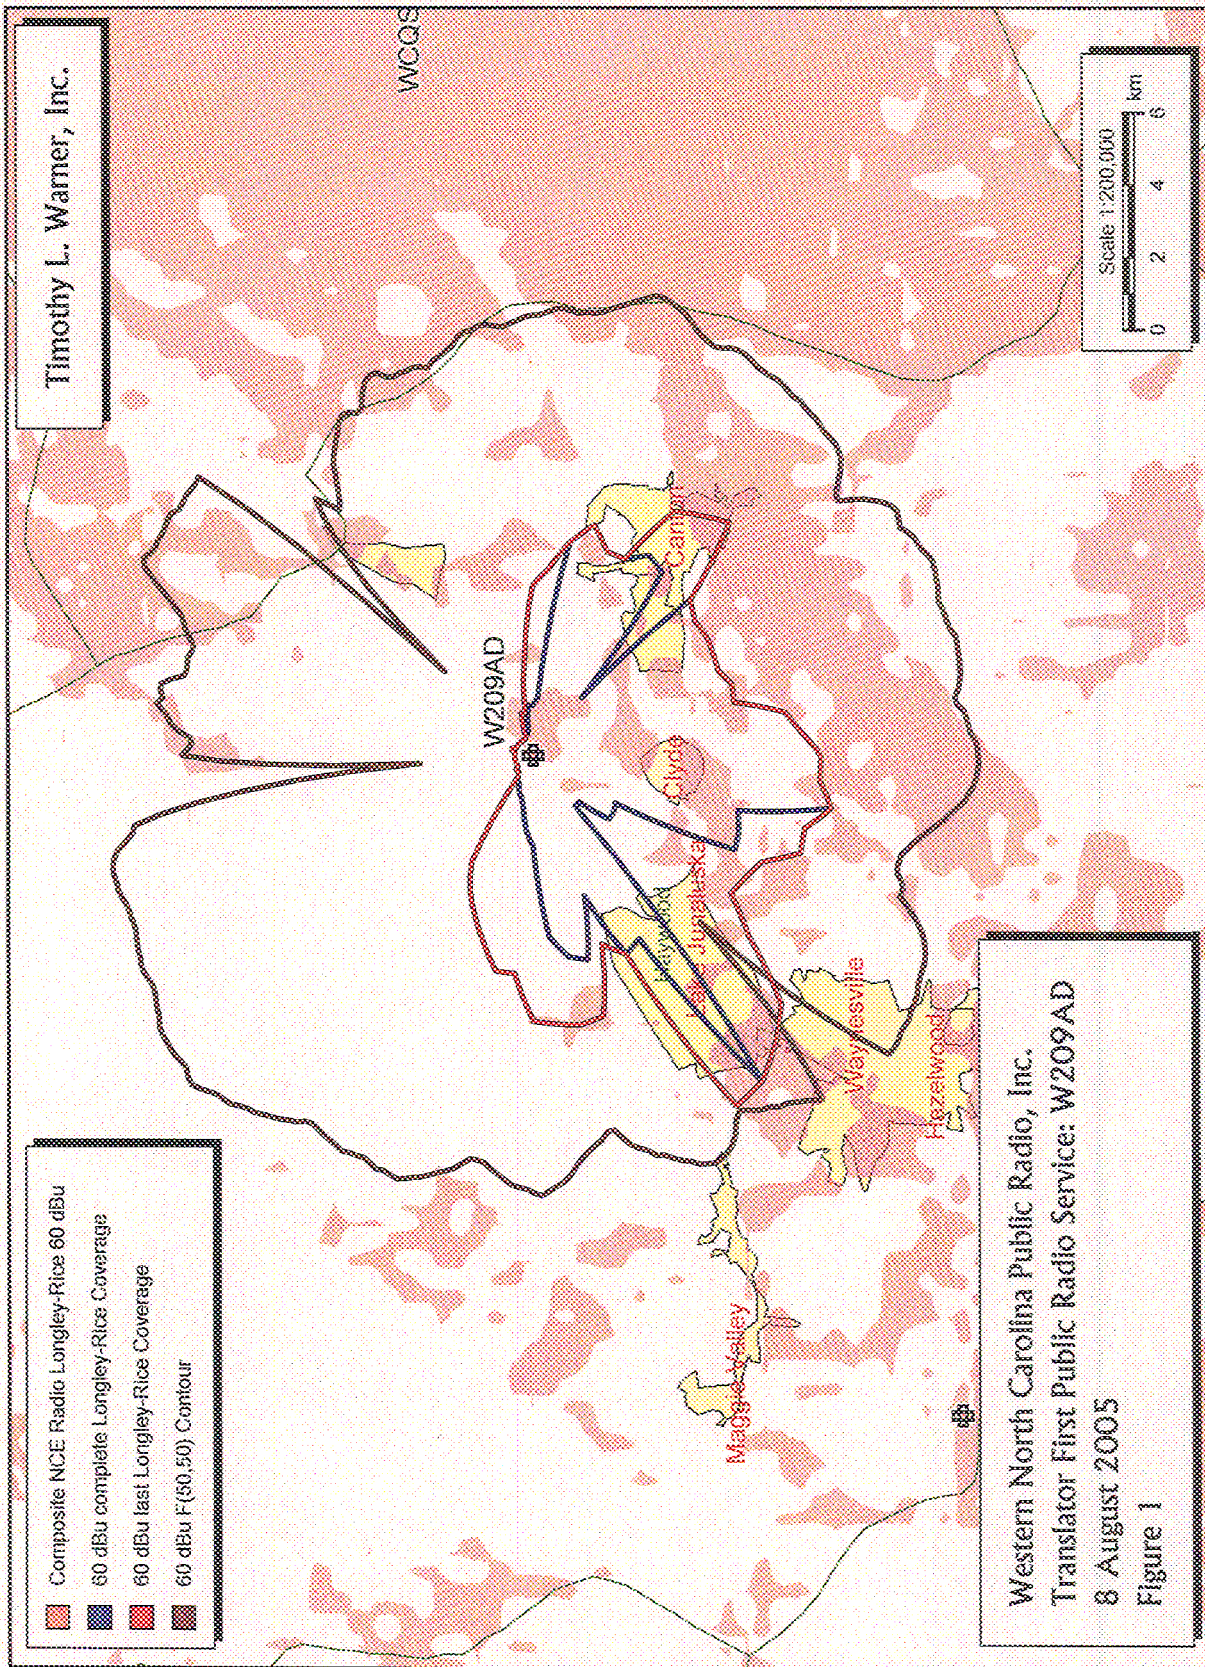 Composite NCE Radio Longley-Rice 60 dBu
60 dBu complete Longley-Rice Coverage
60 dBu last Longley-Rice Coverage
60 dBu F(50,50) Contour
Timothy L. Warner, Inc.
WCQS
W209AD
Canton
Clyde
Haywood
Lake Junaluska
Waynesville
Hazelwood
Maggie Valley
Western North Carolina Public Radio, Inc.
Translator First Public Radio Service: W209AD
8 August 2005
Figure 1
Scale 1:200,000
km
0 2 4 6